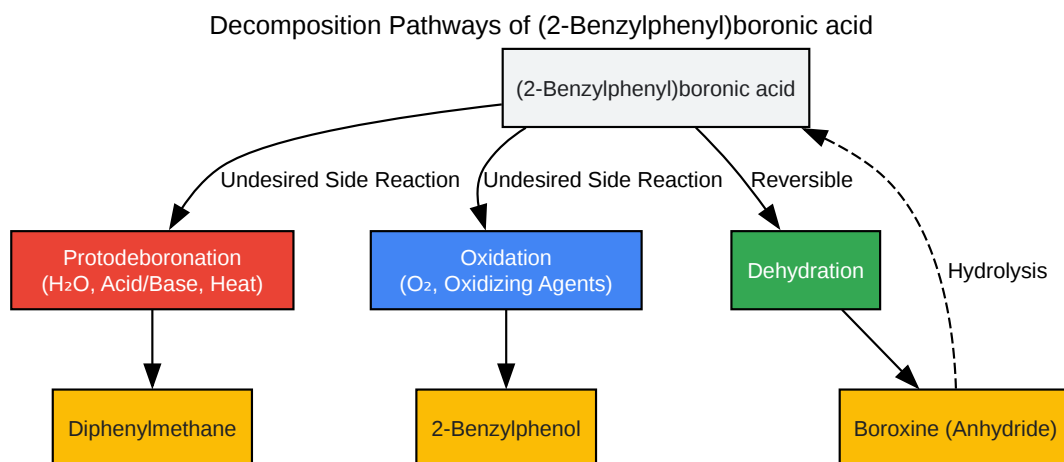 Decomposition Pathways of (2-Benzylphenyl)boronic acid
(2-Benzylphenyl)boronic acid
Undesired Side Reaction
Undesired Side Reaction
Reversible
Protodeboronation
(H₂O, Acid/Base, Heat)
Oxidation
(O₂, Oxidizing Agents)
Dehydration
Hydrolysis
Diphenylmethane
2-Benzylphenol
Boroxine (Anhydride)